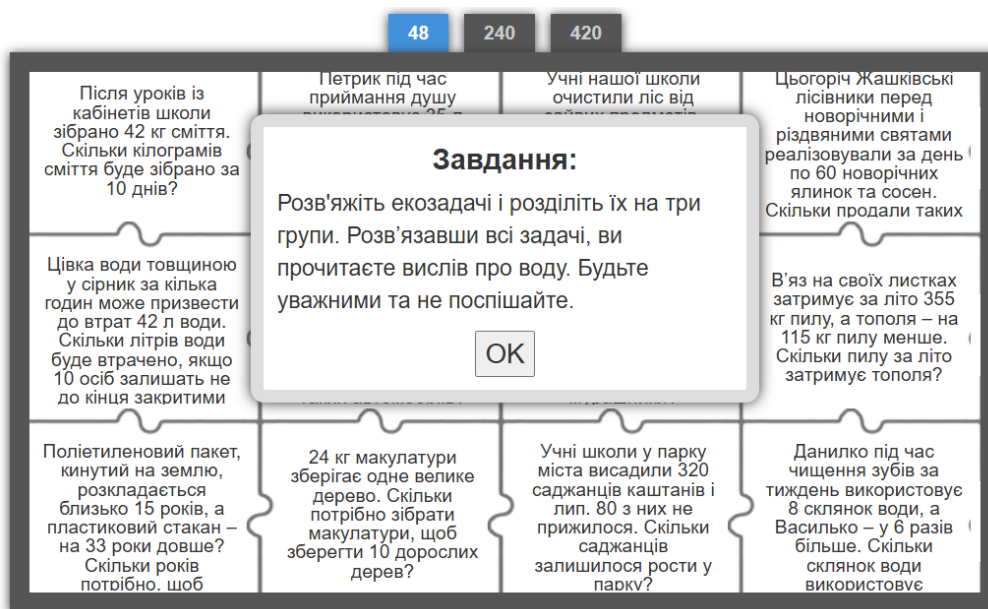 48
240
420
Після уроків із
кабінетів школи
зібрано 42 кг сміття.
Скільки кілограмів
сміття буде зібрано за
10 днів?
Петрик під час
приймання душу
Учні нашої школи
очистили ліс від
Цьогоріч Жашківські
лісівники перед
новорічними і
різдвяними святами
реалізовували за день
по 60 новорічних
ялинок та сосен.
Скільки продали таких
Завдання:
Розв'яжіть екозадачі і розділіть їх на три
групи. Розв’язавши всі задачі, ви
прочитаєте вислів про воду. Будьте
уважними та не поспішайте.
OK
Цівка води товщиною
у сірник за кілька
годин може призвести
до втрат 42 л води.
Скільки літрів води
буде втрачено, якщо
10 осіб залишать не
до кінця закритими
В’яз на своїх листках
затримує за літо 355
кг пилу, а тополя – на
115 кг пилу менше.
Скільки пилу за літо
затримує тополя?
Поліетиленовий пакет,
кинутий на землю,
розкладається
близько 15 років, а
пластиковий стакан –
на 33 роки довше?
Скільки років
потрібно, щоб
24 кг макулатури
зберігає одне велике
дерево. Скільки
потрібно зібрати
макулатури, щоб
зберегти 10 дорослих
дерев?
Учні школи у парку
міста висадили 320
саджанців каштанів і
лип. 80 з них не
прижилося. Скільки
саджанців
залишилося рости у
парку?
Данилко під час
чищення зубів за
тиждень використовує
8 склянок води, а
Василько – у 6 разів
більше. Скільки
склянок води
використовує